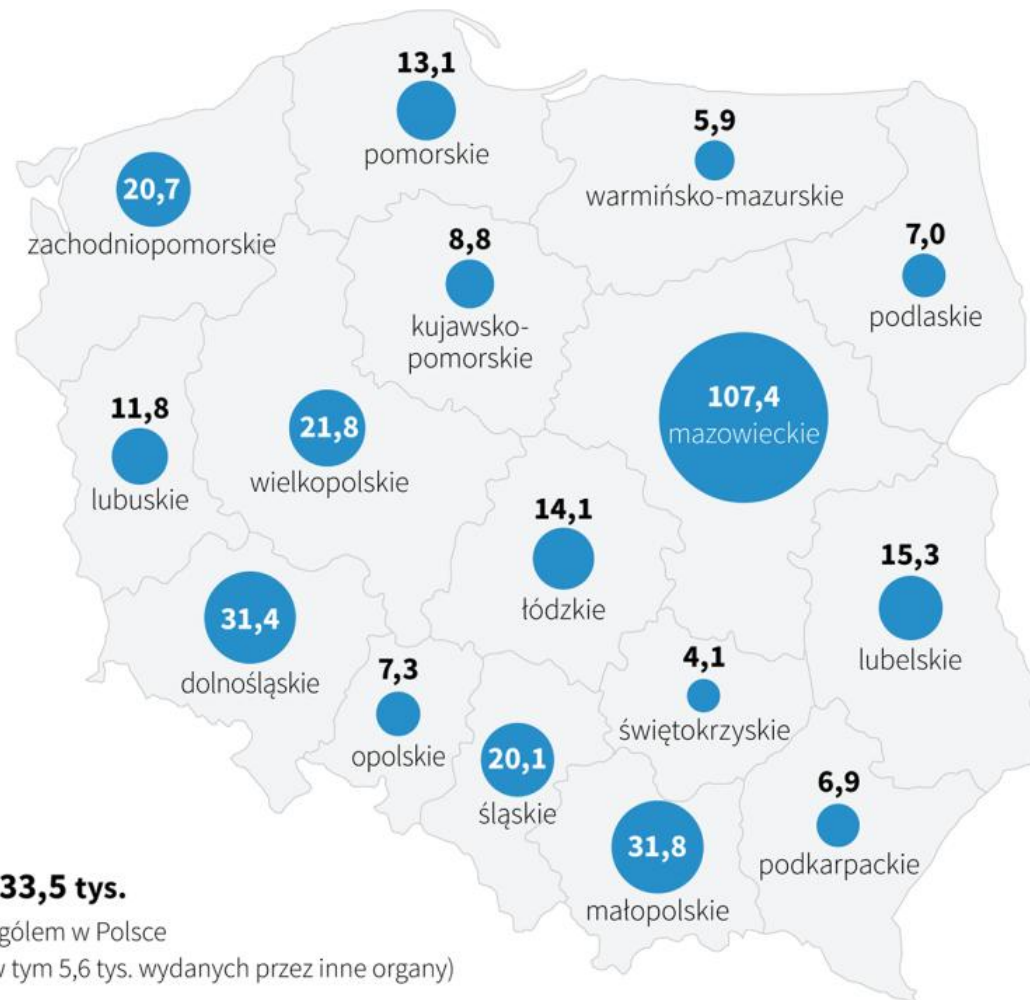 13,1
pomorskie
5,9
warmińsko-mazurskie
20,7
zachodniopomorskie
8,8
kujawsko-
pomorskie
7,0
podlaskie
107,4
mazowieckie
11,8
lubuskie
21,8
wielkopolskie
14,1
łódzkie
15,3
lubelskie
31,4
dolnośląskie
7,3
opolskie
4,1
świętokrzyskie
20,1
śląskie
6,9
podkarpackie
31,8
małopolskie
33,5 tys.
gólem w Polsce
w tym 5,6 tys. wydanych przez inne organy)